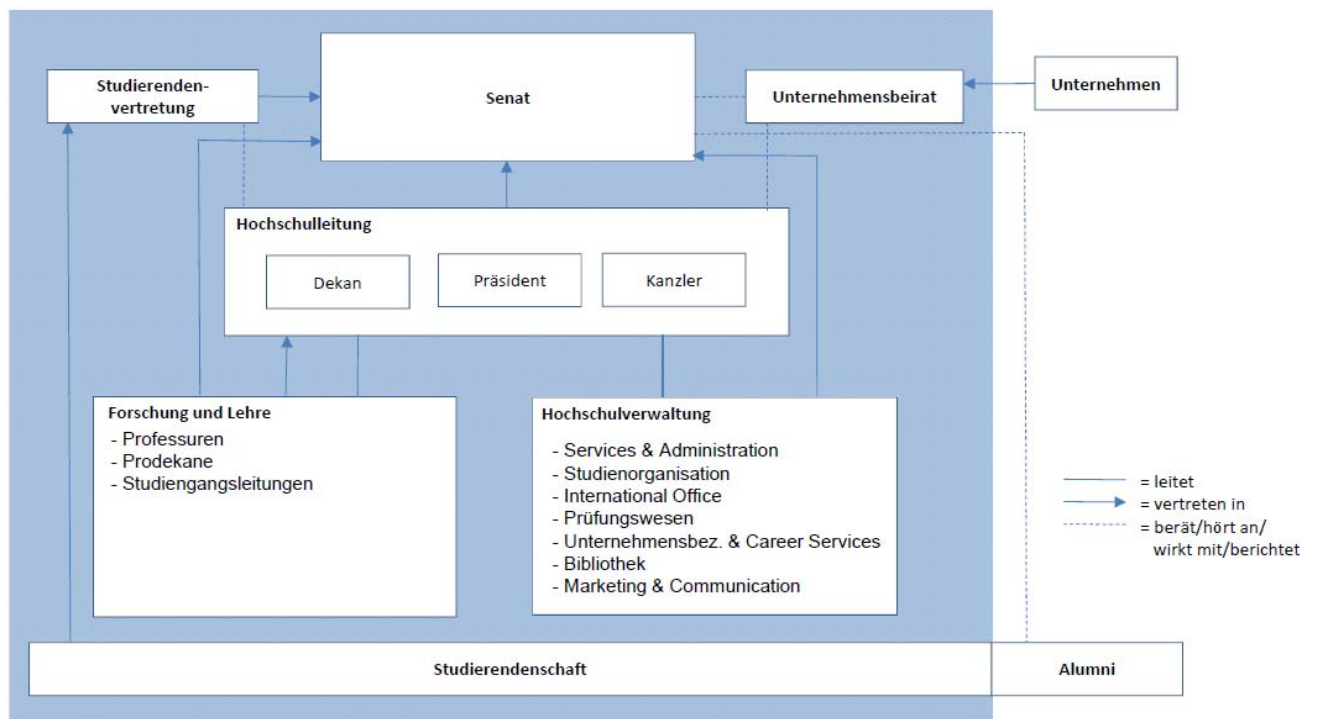 Studierenden-
vertretung
Senat
Unternehmensbeirat
Unternehmen
Hochschulleitung
Dekan
Präsident
Kanzler
Forschung und Lehre
- Professuren
- Prodekane
- Studiengangsleitungen
Hochschulverwaltung
- Services & Administration
- Studienorganisation
- International Office
- Prüfungswesen
- Unternehmensbez. & Career Services
- Bibliothek
- Marketing & Communication
= leitet
= vertreten in
= berät/hört an/
wirkt mit/berichtet
Studierendenschaft
Alumni